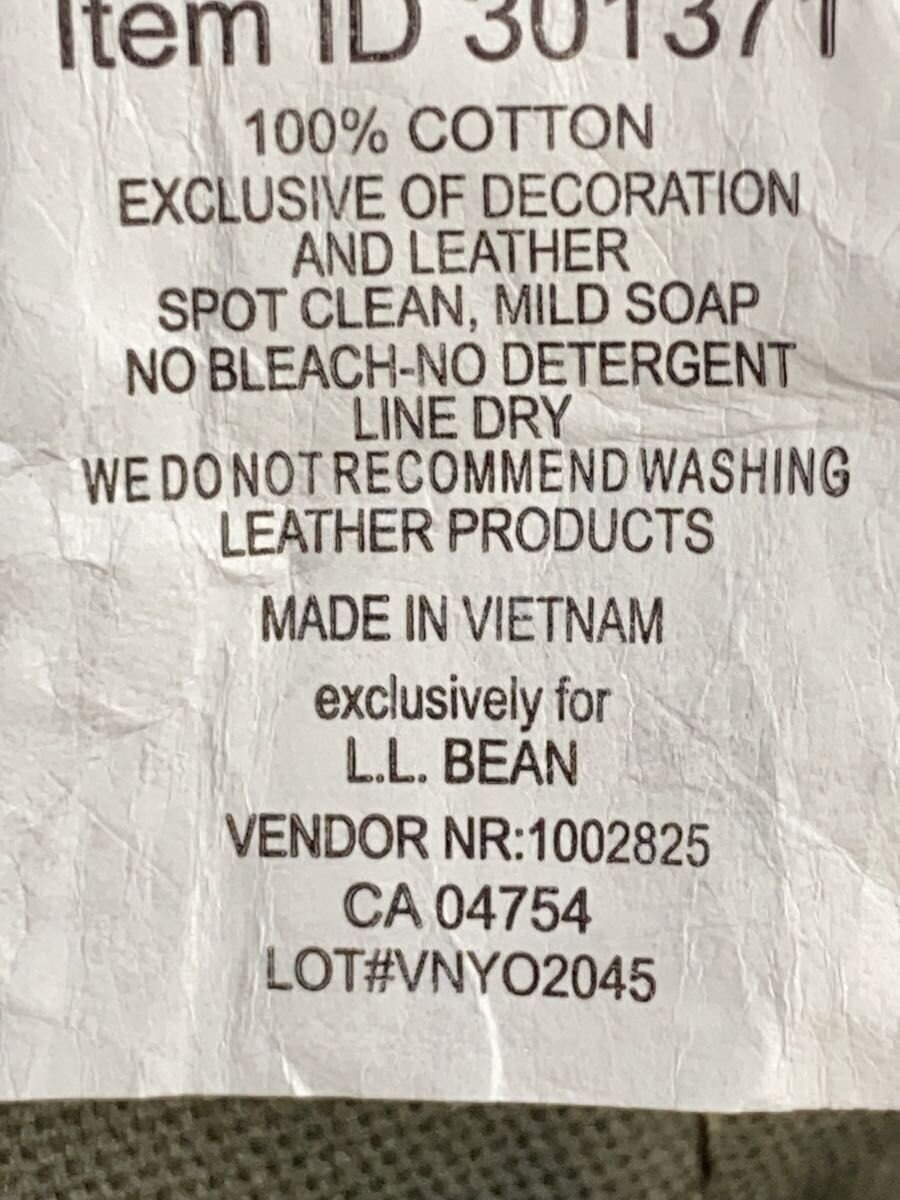 Item ID 301371
100% COTTON
EXCLUSIVE OF DECORATION
AND LEATHER
SPOT CLEAN, MILD SOAP
NO BLEACH-NO DETERGENT
LINE DRY
WE DO NOT RECOMMEND WASHING
LEATHER PRODUCTS
MADE IN VIETNAM
exclusively for
L.L. BEAN
VENDOR NR:1002825
CA 04754
LOT#VNYO2045